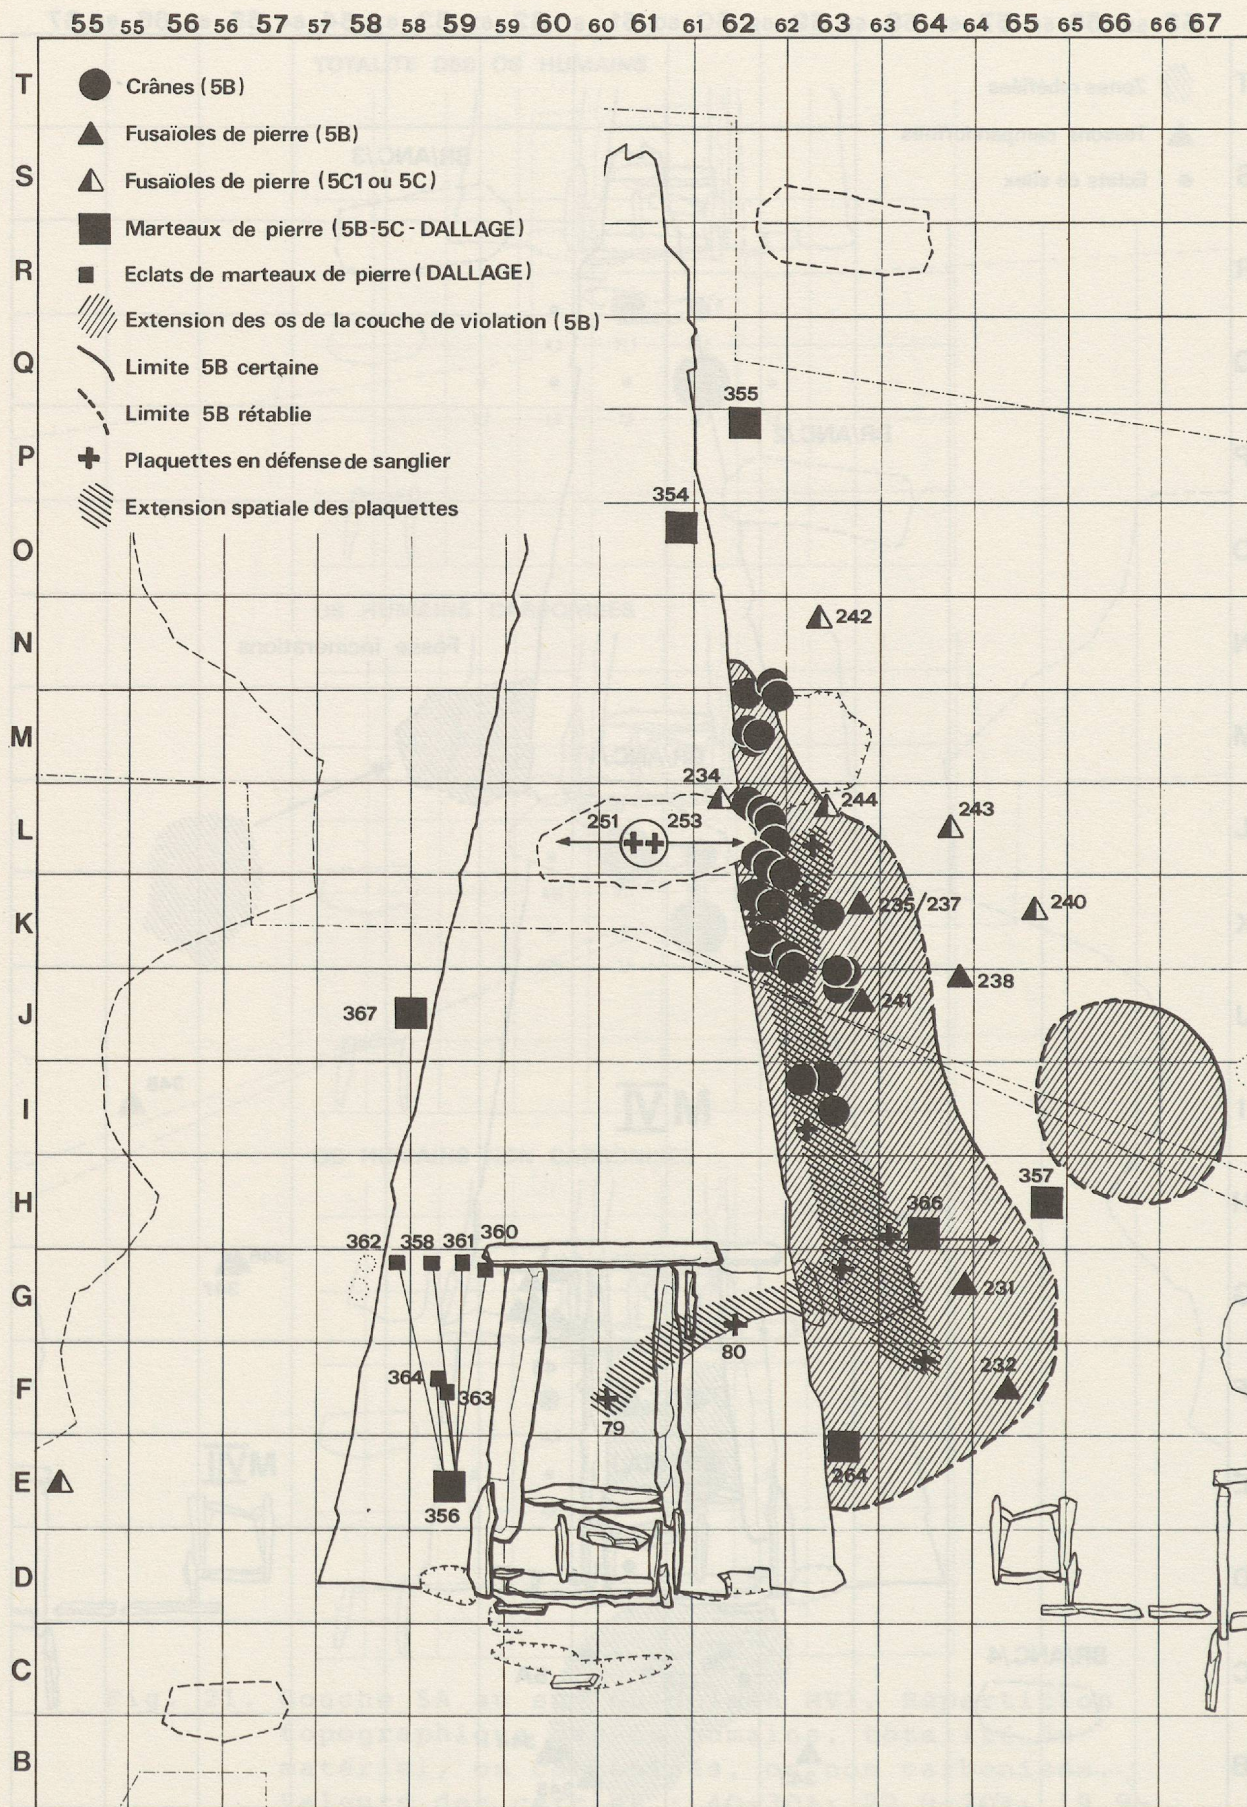 55 55 56 56 57 57 58 58 59 59 60 60 61 61 62 62 63 63 64 64 65 65 66 66 67
T
Crânes (5B)
Fusaïoles de pierre (5B)
S
Fusaïoles de pierre (5C1 ou 5C)
Marteaux de pierre (5B-5C-DALLAGE)
R
Eclats de marteaux de pierre (DALLAGE)
Extension des os de la couche de violation (5B)
Q
Limite 5B certaine
355
Limite 5B rétablie
P
Plaquettes en défense de sanglier
354
Extension spatiale des plaquettes
O
242
N
M
234
244
243
251 253
L
235/237
240
K
238
241
367
J
I
357
H
366
362 358 361 360
231
G
80
232
364
F
363
79
264
E
356
D
C
B